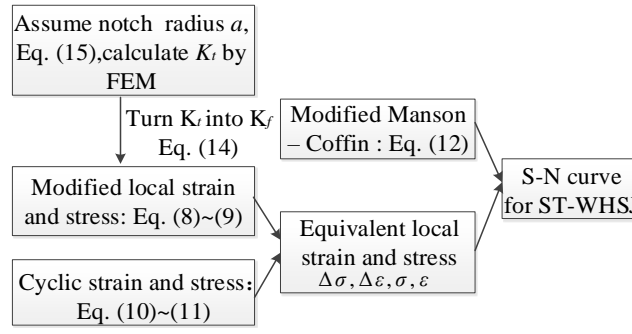 Assume notch radius a,
Eq. (15),calculate Kt by
FEM
Turn Kt into Kf
Eq. (14)
Modified Manson
– Coffin : Eq. (12)
Modified local strain
and stress: Eq. (8)~(9)
S-N curve
for ST-WHSJ
Equivalent local
strain and stress
Δσ, Δε, σ, ε
Cyclic strain and stress:
Eq. (10)~(11)